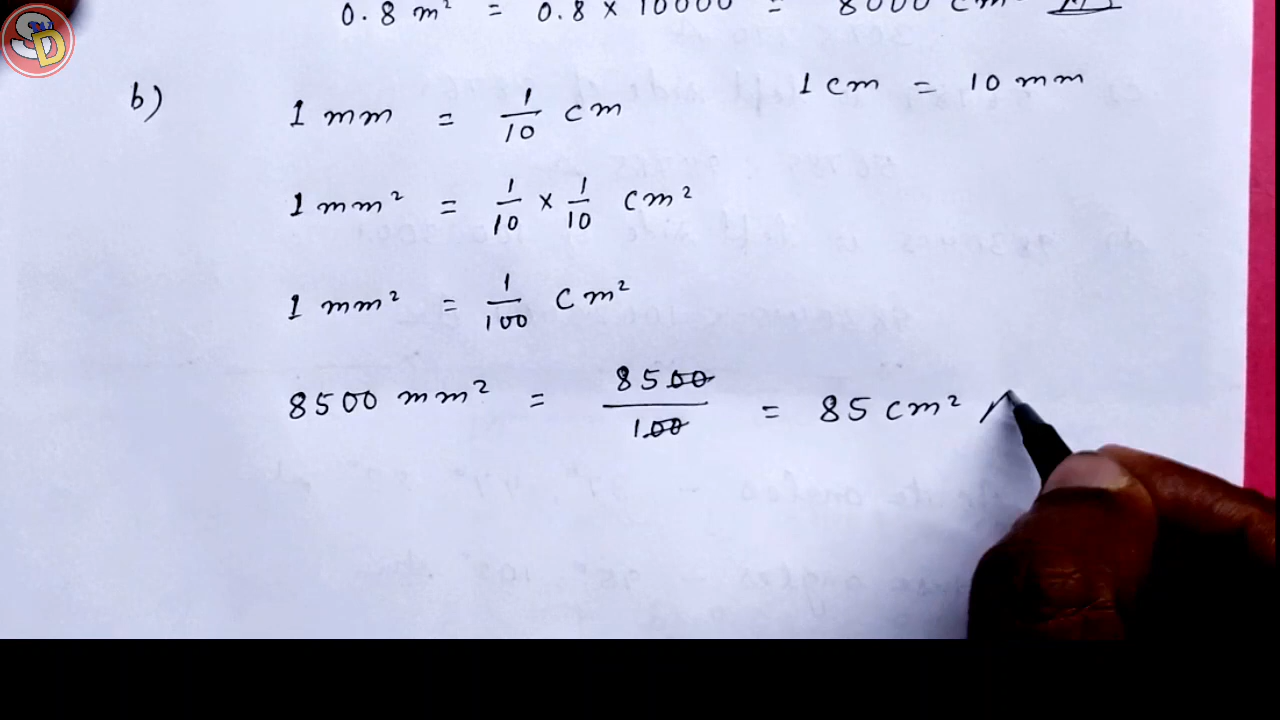 SD
0.8 m² = 0.8 × 10000 = 8000 cm²
b) 1 mm = 1/10 cm 1 cm = 10 mm
1 mm² = 1/10 × 1/10 cm²
1 mm² = 1/100 cm²
8500 mm² = 8500/100 = 85 cm²